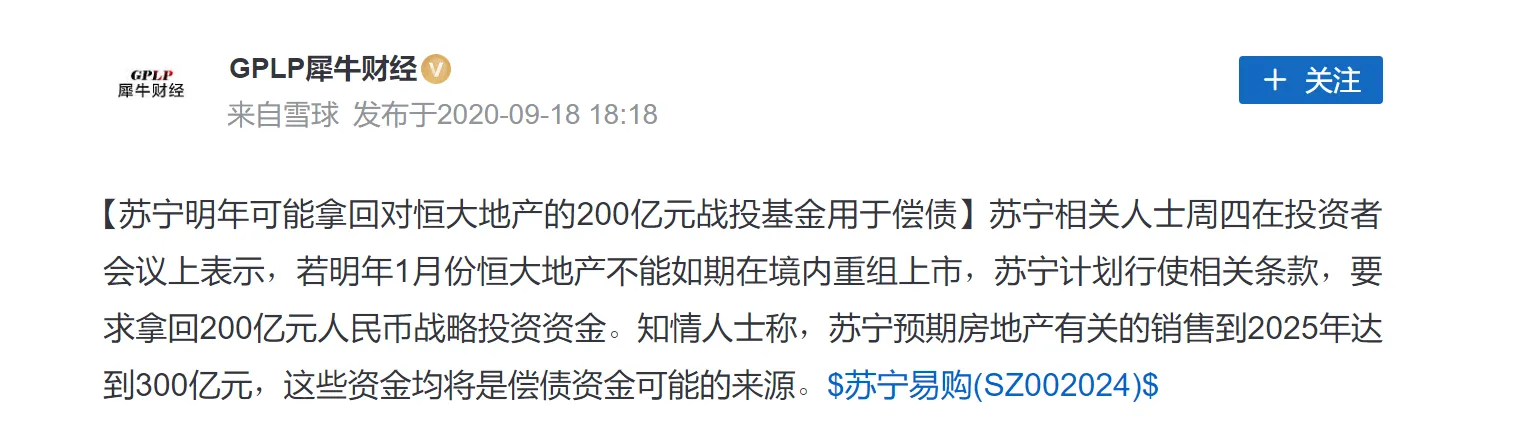 GPLP
犀牛财经
GPLP犀牛财经 V
来自雪球 发布于2020-09-18 18:18
+ 关注
【苏宁明年可能拿回对恒大地产的200亿元战投基金用于偿债】苏宁相关人士周四在投资者
会议上表示，若明年1月份恒大地产不能如期在境内重组上市，苏宁计划行使相关条款，要
求拿回200亿元人民币战略投资资金。知情人士称，苏宁预期房地产有关的销售到2025年达
到300亿元，这些资金均将是偿债资金可能的来源。$苏宁易购(SZ002024)$